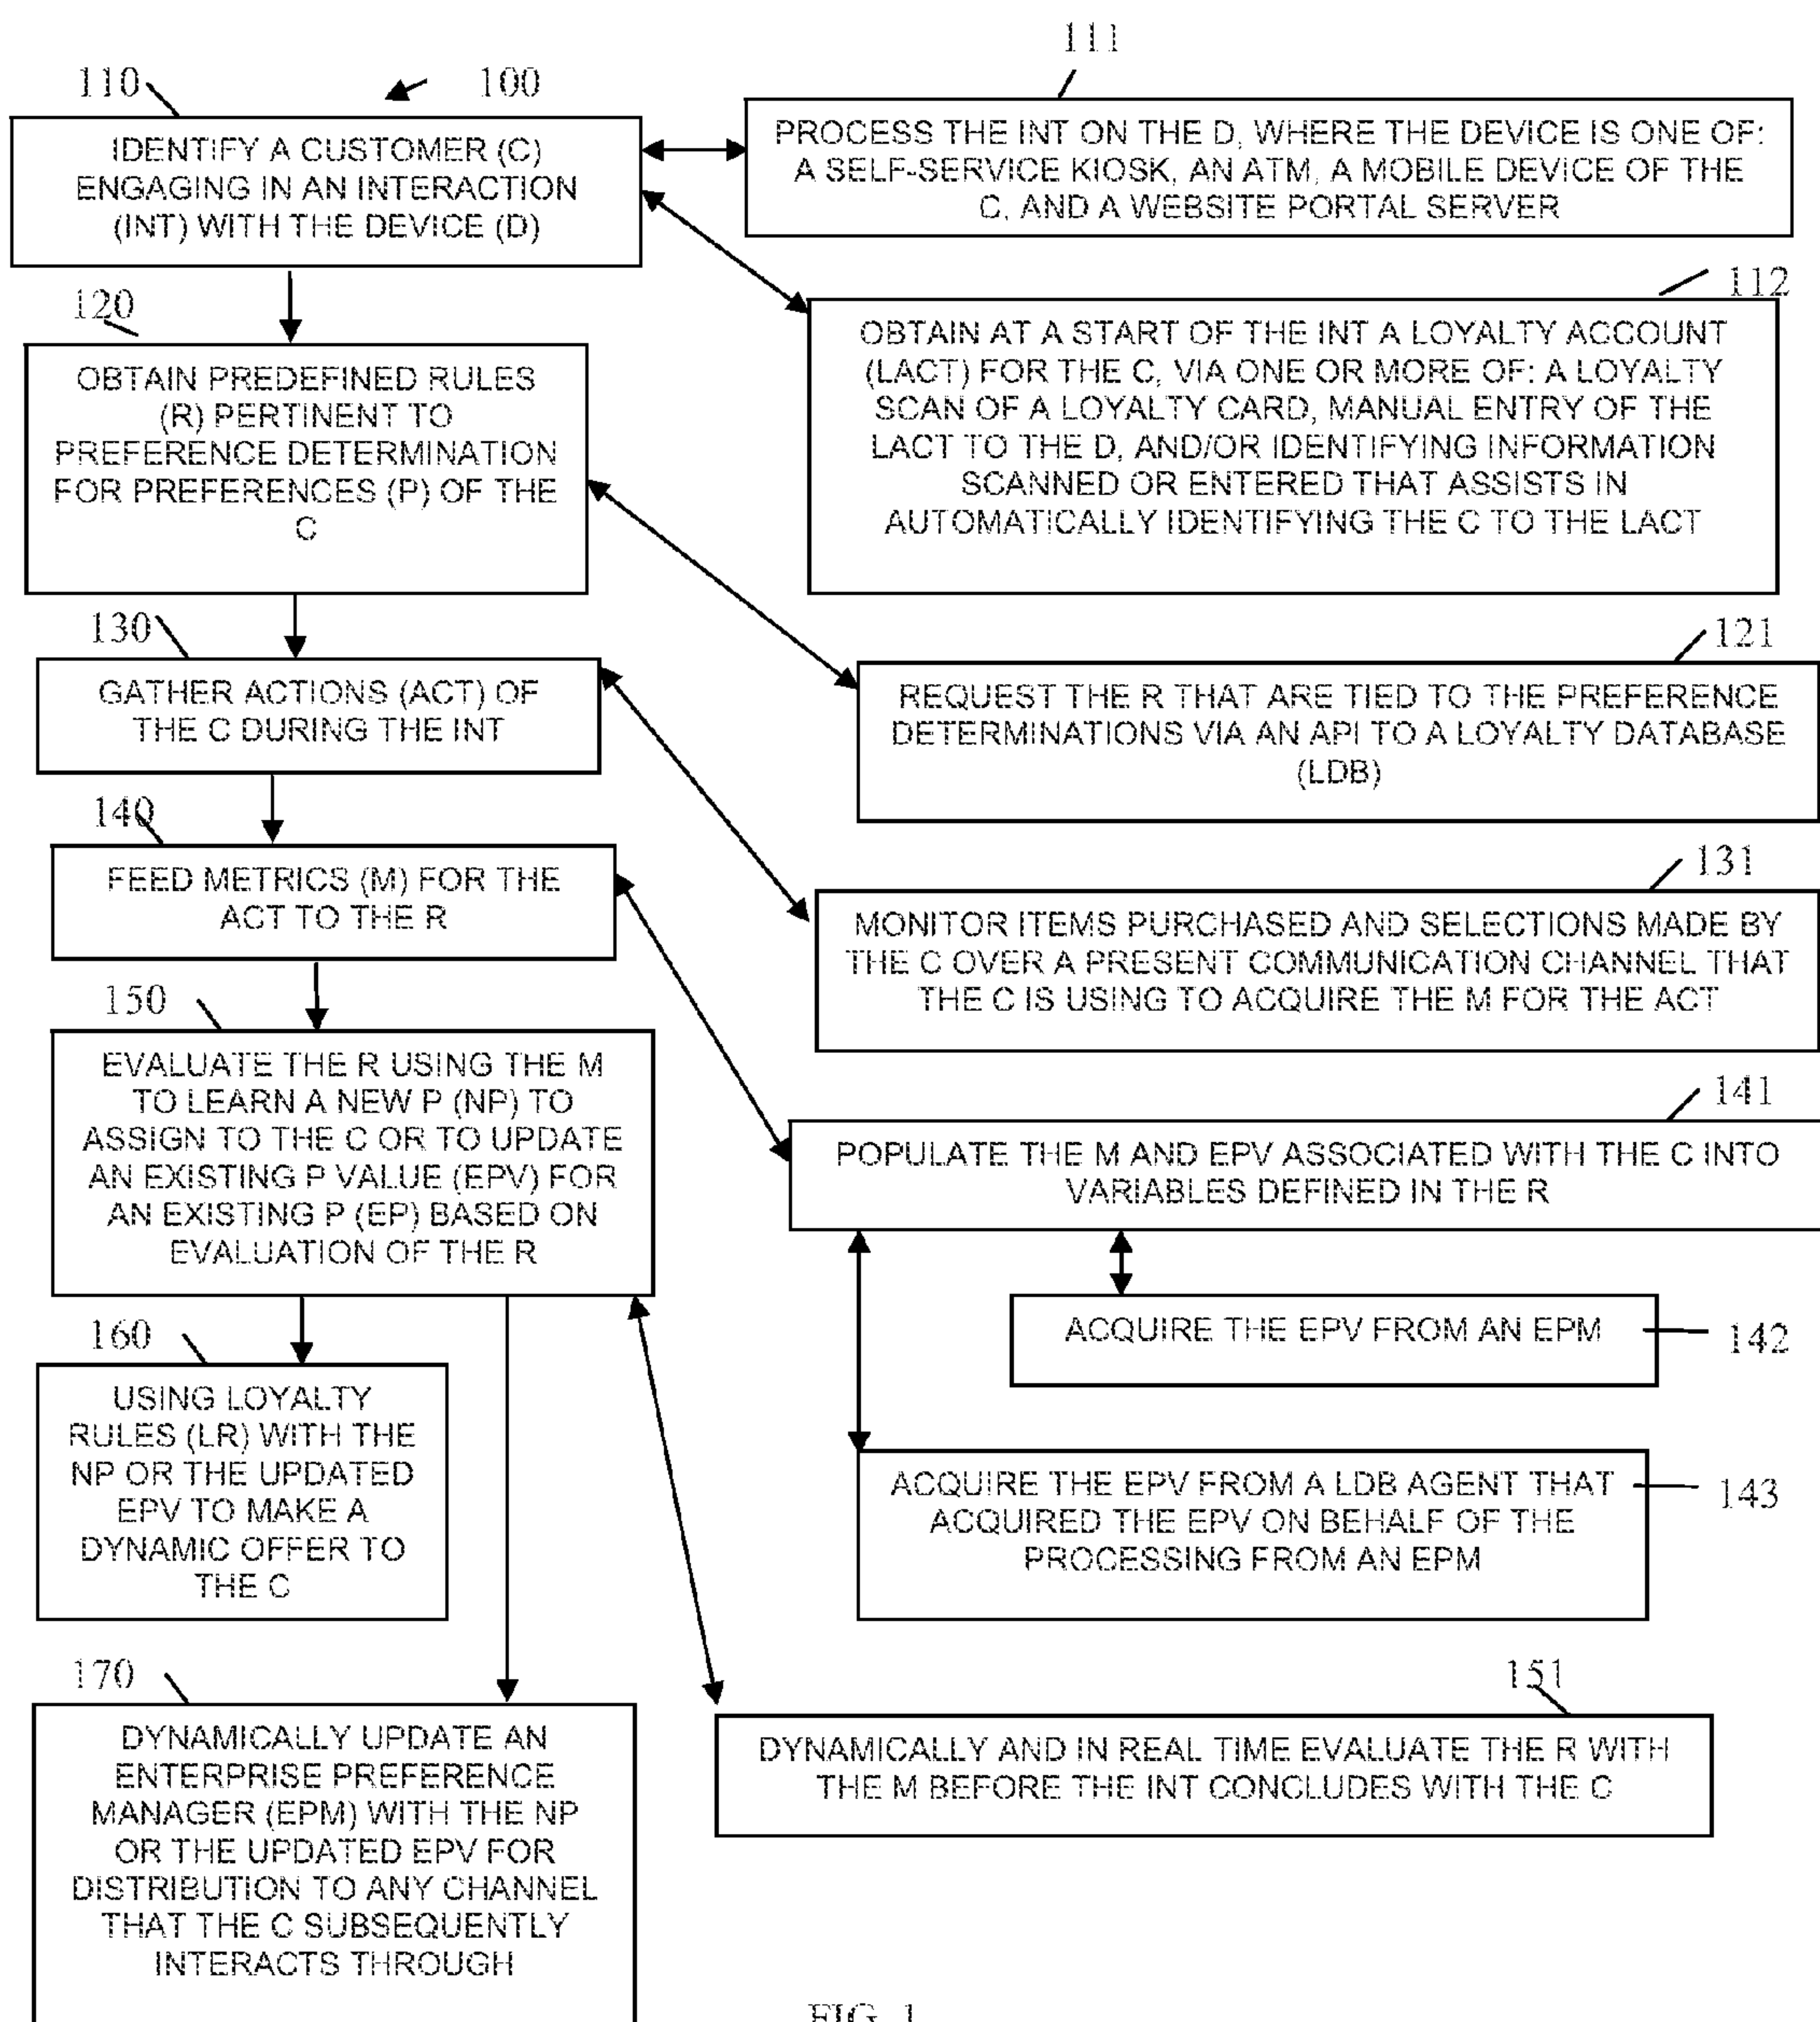 111
110
100
IDENTIFY A CUSTOMER (C)
ENGAGING IN AN INTERACTION
(INT) WITH THE DEVICE (D)
PROCESS THE INT ON THE D, WHERE THE DEVICE IS ONE OF:
A SELF-SERVICE KIOSK, AN ATM, A MOBILE DEVICE OF THE
C, AND A WEBSITE PORTAL SERVER
112
OBTAIN AT A START OF THE INT A LOYALTY ACCOUNT
(LACT) FOR THE C, VIA ONE OR MORE OF: A LOYALTY
SCAN OF A LOYALTY CARD, MANUAL ENTRY OF THE
LACT TO THE D, AND/OR IDENTIFYING INFORMATION
SCANNED OR ENTERED THAT ASSISTS IN
AUTOMATICALLY IDENTIFYING THE C TO THE LACT
120
OBTAIN PREDEFINED RULES
(R) PERTINENT TO
PREFERENCE DETERMINATION
FOR PREFERENCES (P) OF THE
C
121
REQUEST THE R THAT ARE TIED TO THE PREFERENCE
DETERMINATIONS VIA AN API TO A LOYALTY DATABASE
(LDB)
130
GATHER ACTIONS (ACT) OF
THE C DURING THE INT
131
MONITOR ITEMS PURCHASED AND SELECTIONS MADE BY
THE C OVER A PRESENT COMMUNICATION CHANNEL THAT
THE C IS USING TO ACQUIRE THE M FOR THE ACT
140
FEED METRICS (M) FOR THE
ACT TO THE R
141
POPULATE THE M AND EPV ASSOCIATED WITH THE C INTO
VARIABLES DEFINED IN THE R
142
ACQUIRE THE EPV FROM AN EPM
143
ACQUIRE THE EPV FROM A LDB AGENT THAT
ACQUIRED THE EPV ON BEHALF OF THE
PROCESSING FROM AN EPM
150
EVALUATE THE R USING THE M
TO LEARN A NEW P (NP) TO
ASSIGN TO THE C OR TO UPDATE
AN EXISTING P VALUE (EPV) FOR
AN EXISTING P (EP) BASED ON
EVALUATION OF THE R
151
DYNAMICALLY AND IN REAL TIME EVALUATE THE R WITH
THE M BEFORE THE INT CONCLUDES WITH THE C
160
USING LOYALTY
RULES (LR) WITH THE
NP OR THE UPDATED
EPV TO MAKE A
DYNAMIC OFFER TO
THE C
170
DYNAMICALLY UPDATE AN
ENTERPRISE PREFERENCE
MANAGER (EPM) WITH THE NP
OR THE UPDATED EPV FOR
DISTRIBUTION TO ANY CHANNEL
THAT THE C SUBSEQUENTLY
INTERACTS THROUGH
FIG. 1